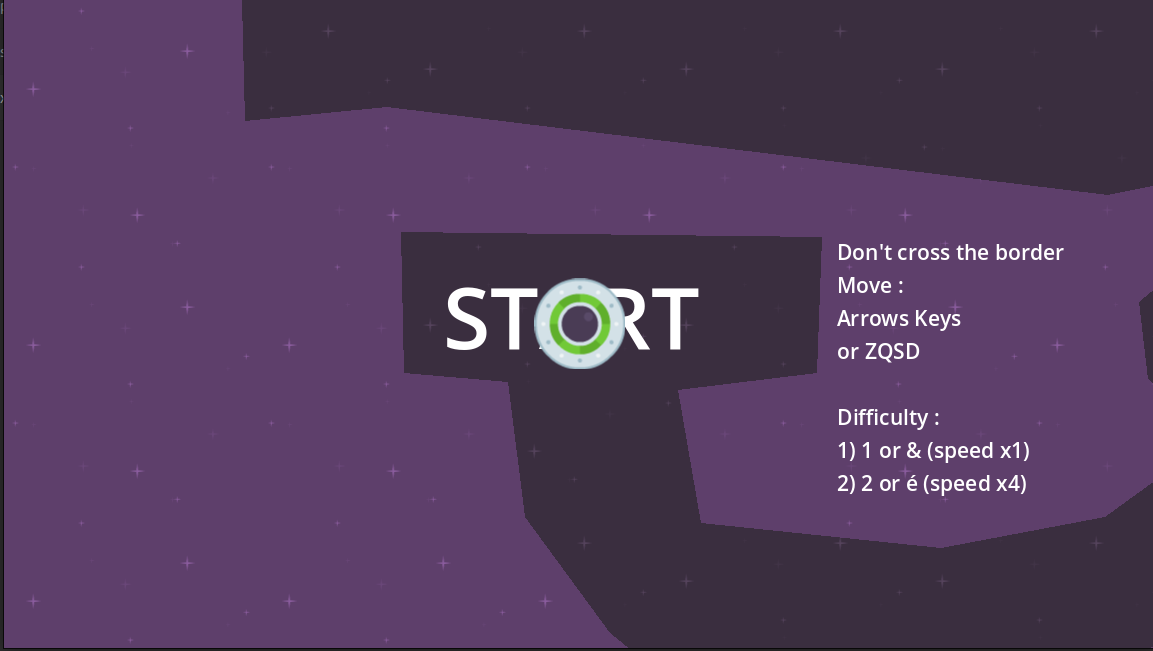 START
Don't cross the border
Move :
Arrows Keys
or ZQSD
Difficulty :
1) 1 or & (speed x1)
2) 2 or é (speed x4)